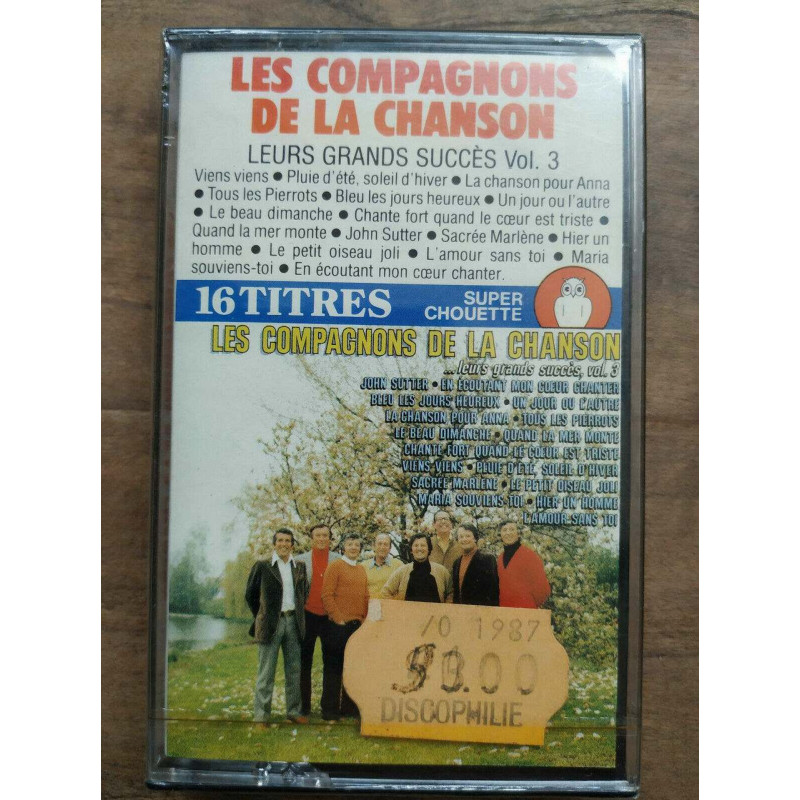 LES COMPAGNONS
DE LA CHANSON
LEURS GRANDS SUCCÈS Vol. 3
Viens viens • Pluie d'été, soleil d'hiver • La chanson pour Anna
• Tous les Pierrots • Bleu les jours heureux • Un jour ou l'autre
• Le beau dimanche • Chante fort quand le cœur est triste •
Quand la mer monte • John Sutter • Sacrée Marlène • Hier un
homme • Le petit oiseau joli • L'amour sans toi • Maria
souviens-toi • En écoutant mon cœur chanter.
16 TITRES
SUPER
CHOUETTE
LES COMPAGNONS DE LA CHANSON
...leurs grands succès, vol. 3
JOHN SUTTER • EN ÉCOUTANT MON CŒUR CHANTER
BLEU LES JOURS HEUREUX • UN JOUR OU L'AUTRE
LA CHANSON POUR ANNA • TOUS LES PIERROTS
LE BEAU DIMANCHE • QUAND LA MER MONTE
CHANTE FORT QUAND LE CŒUR EST TRISTE
VIENS VIENS • PLUIE D'ÉTÉ, SOLEIL D'HIVER
SACRÉE MARLÈNE • LE PETIT OISEAU JOLI
MARIA SOUVIENS TOI • HIER UN HOMME
L'AMOUR SANS TOI
/0 1987
.00
DISCOPHILIE